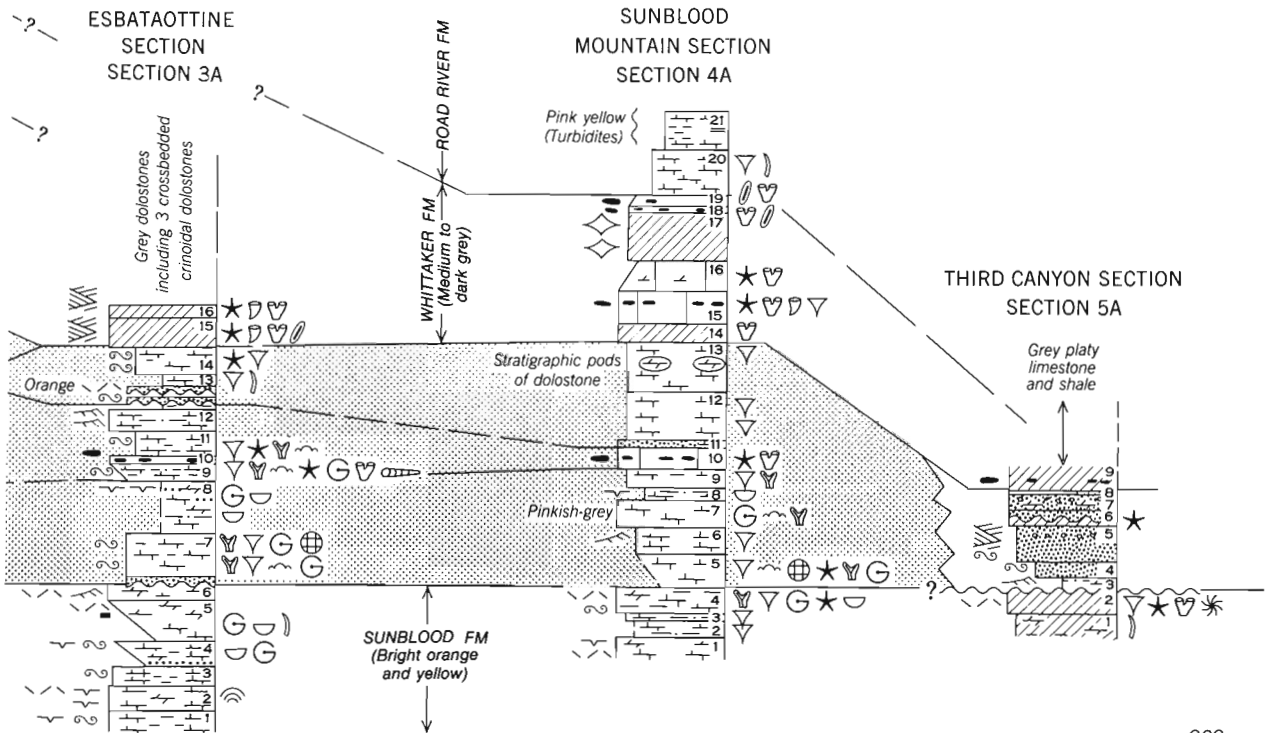 ESBATAOTTINE
SECTION
SECTION 3A
SUNBLOOD
MOUNTAIN SECTION
SECTION 4A
THIRD CANYON SECTION
SECTION 5A
?
?
?
?
Grey dolostones
including 3 crossbedded
crinoidal dolostones
ROAD RIVER FM
WHITTAKER FM
(Medium to
dark grey)
Pink yellow
(Turbidites)
Grey platy
limestone
and shale
Stratigraphic pods
of dolostone
Orange
Pinkish-grey
SUNBLOOD FM
(Bright orange
and yellow)
16
15
14
13
12
11
10
9
8
7
6
5
4
3
2
1
21
20
19
18
17
16
15
14
13
12
11
10
9
8
7
6
5
4
3
2
1
9
8
7
6
5
4
3
2
1